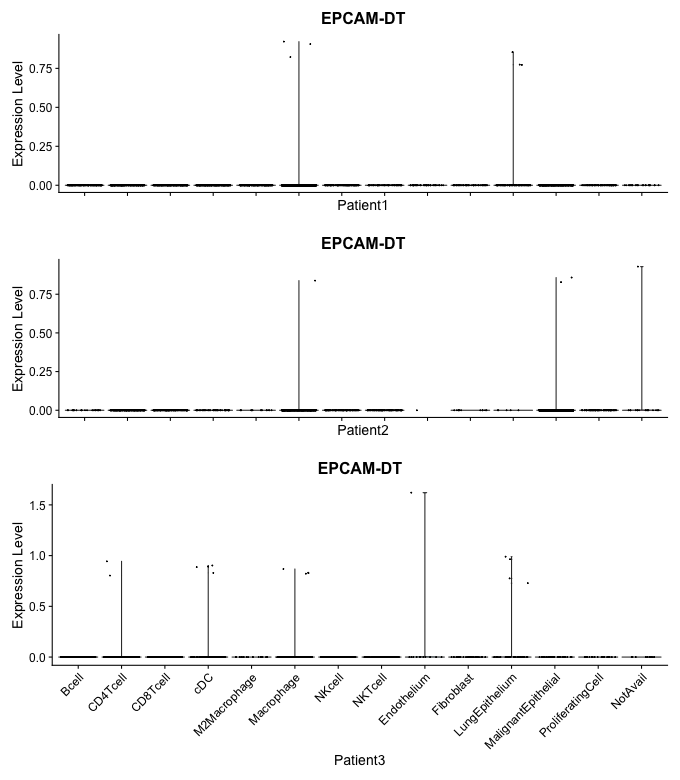 EPCAM-DT
Expression Level
0.75
0.50
0.25
0.00
Patient1
EPCAM-DT
Expression Level
0.75
0.50
0.25
0.00
Patient2
EPCAM-DT
Expression Level
1.5
1.0
0.5
0.0
Bcell
CD4Tcell
CD8Tcell
cDC
M2Macrophage
Macrophage
NKcell
NKTcell
Endothelium
Fibroblast
LungEpithelium
MalignantEpithelial
ProliferatingCell
NotAvail
Patient3